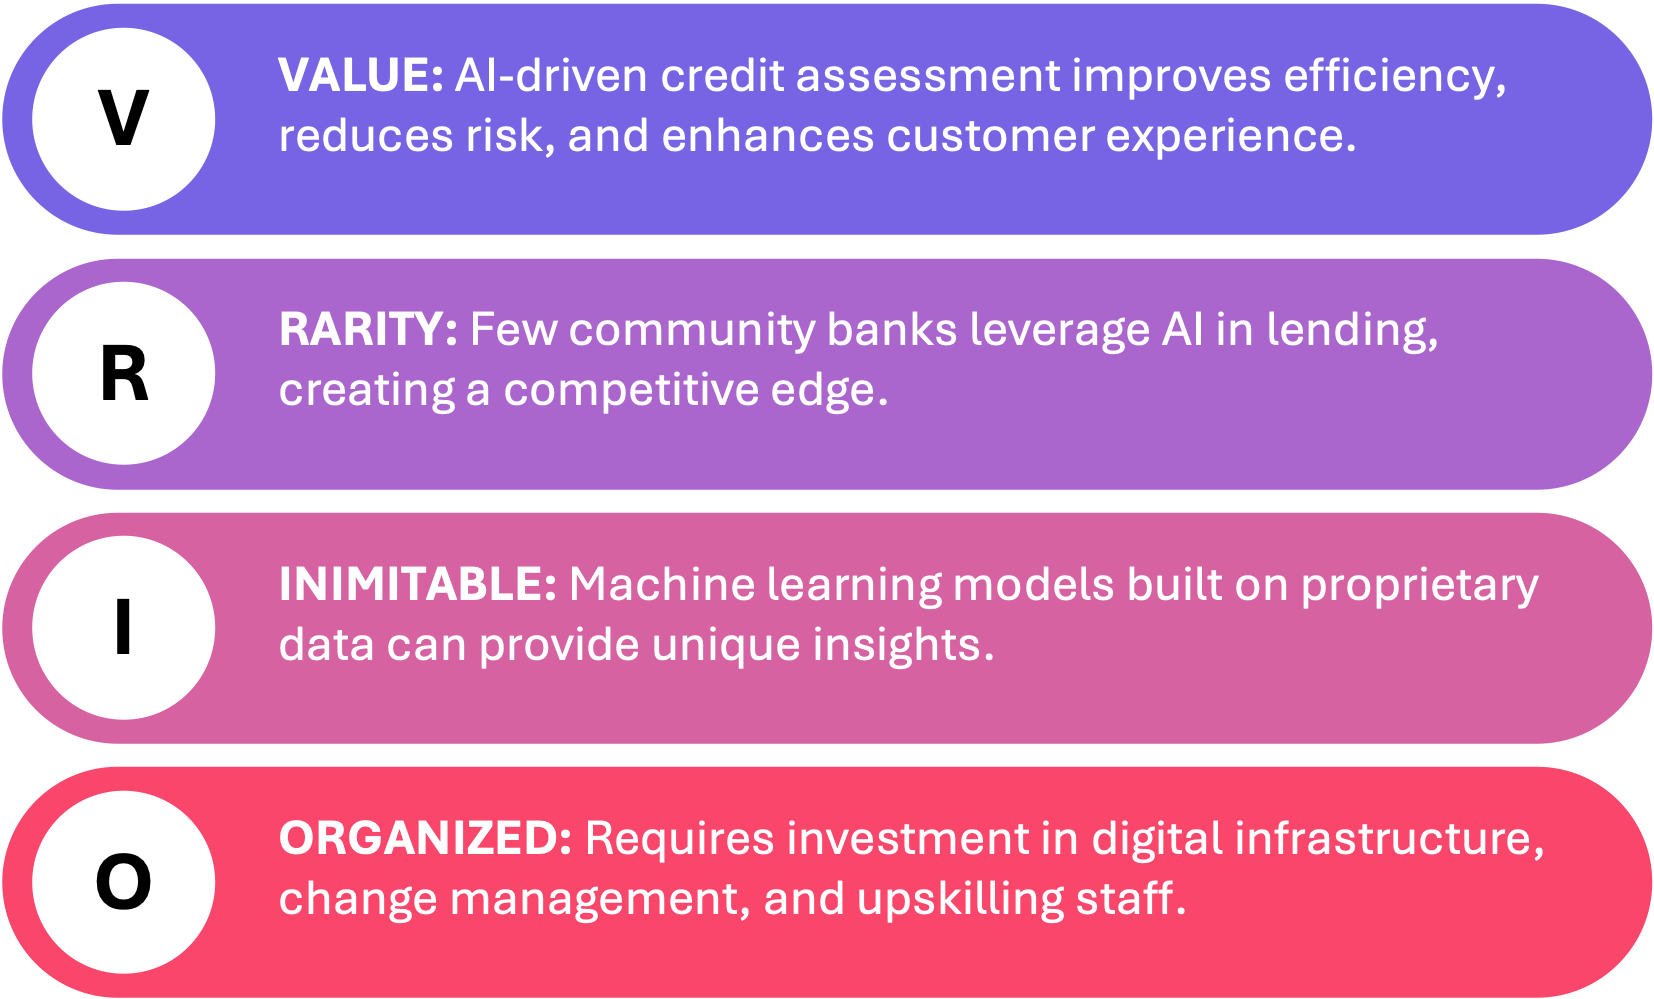 V
VALUE: AI-driven credit assessment improves efficiency,
reduces risk, and enhances customer experience.
R
RARITY: Few community banks leverage AI in lending,
creating a competitive edge.
I
INIMITABLE: Machine learning models built on proprietary
data can provide unique insights.
O
ORGANIZED: Requires investment in digital infrastructure,
change management, and upskilling staff.